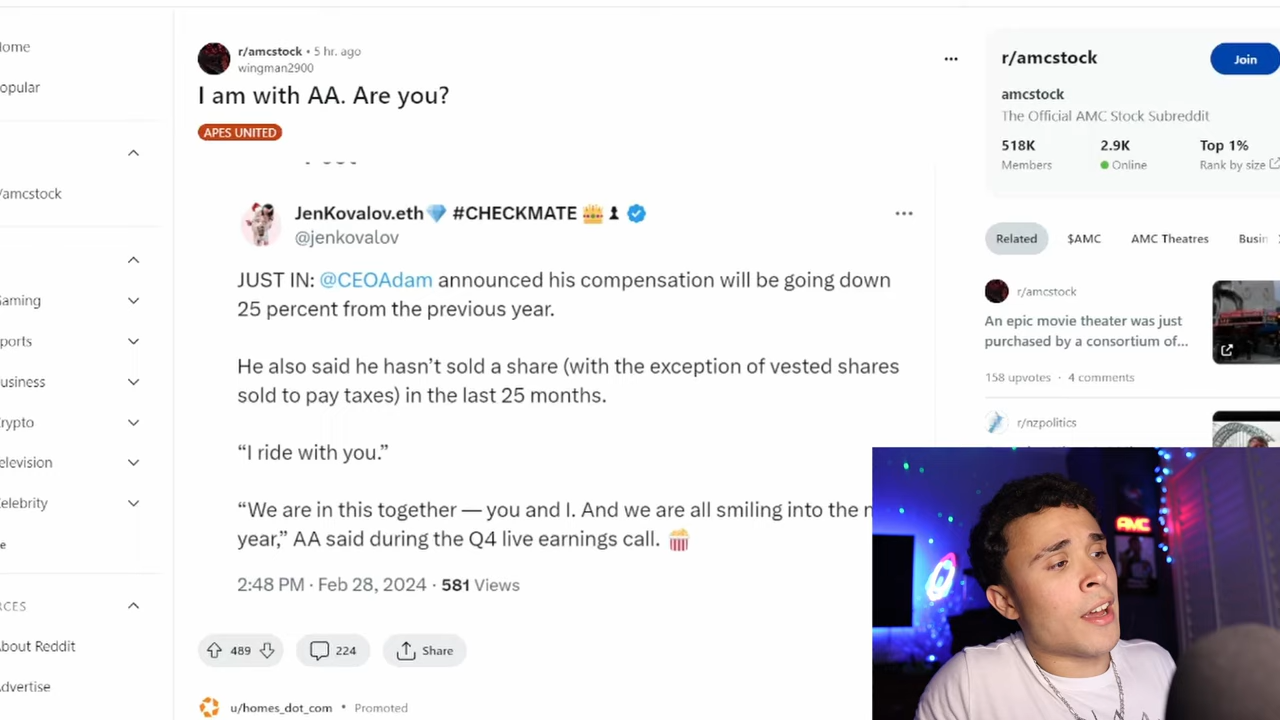 r/amcstock • 5 hr. ago
wingman2900
I am with AA. Are you?
APES UNITED
JenKovalov.eth💎 #CHECKMATE 👑♟
@jenkovalov
JUST IN: @CEOAdam announced his compensation will be going down
25 percent from the previous year.
He also said he hasn't sold a share (with the exception of vested shares
sold to pay taxes) in the last 25 months.
“I ride with you.”
“We are in this together — you and I. And we are all smiling into the
year,” AA said during the Q4 live earnings call. 🍿
2:48 PM · Feb 28, 2024 · 581 Views
489
224
Share
u/homes_dot_com • Promoted
ome
opular
/amcstock
aming
ports
usiness
rypto
elevision
elebrity
e
RCES
bout Reddit
dvertise
r/amcstock
Join
amcstock
The Official AMC Stock Subreddit
518K 2.9K Top 1%
Members Online Rank by size
Related $AMC AMC Theatres Busin
r/amcstock
An epic movie theater was just
purchased by a consortium of...
158 upvotes · 4 comments
r/nzpolitics
AMC